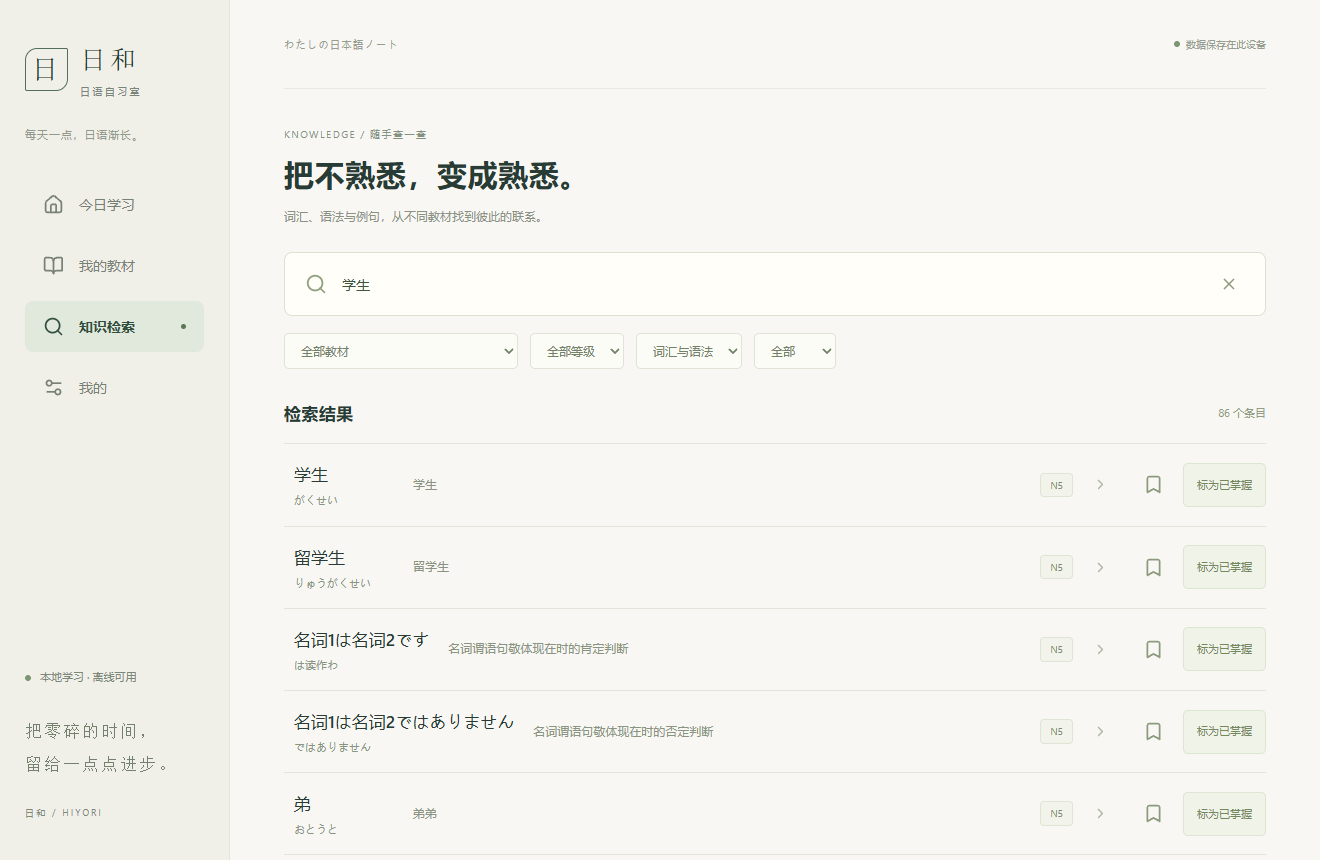 日
日和
日语自习室
每天一点，日语渐长。
今日学习
我的教材
知识检索
我的
本地学习 · 离线可用
把零碎的时间，
留给一点点进步。
日和 / HIYORI
わたしの日本語ノート
数据保存在此设备
KNOWLEDGE / 随手查一查
把不熟悉，变成熟悉。
词汇、语法与例句，从不同教材找到彼此的联系。
学生
全部教材
全部等级
词汇与语法
全部
检索结果
86 个条目
学生
がくせい
学生
N5
标为已掌握
留学生
りゅうがくせい
留学生
N5
标为已掌握
名词1は名词2です
は读作わ
名词谓语句敬体现在时的肯定判断
N5
标为已掌握
名词1は名词2ではありません
ではありません
名词谓语句敬体现在时的否定判断
N5
标为已掌握
弟
おとうと
弟弟
N5
标为已掌握